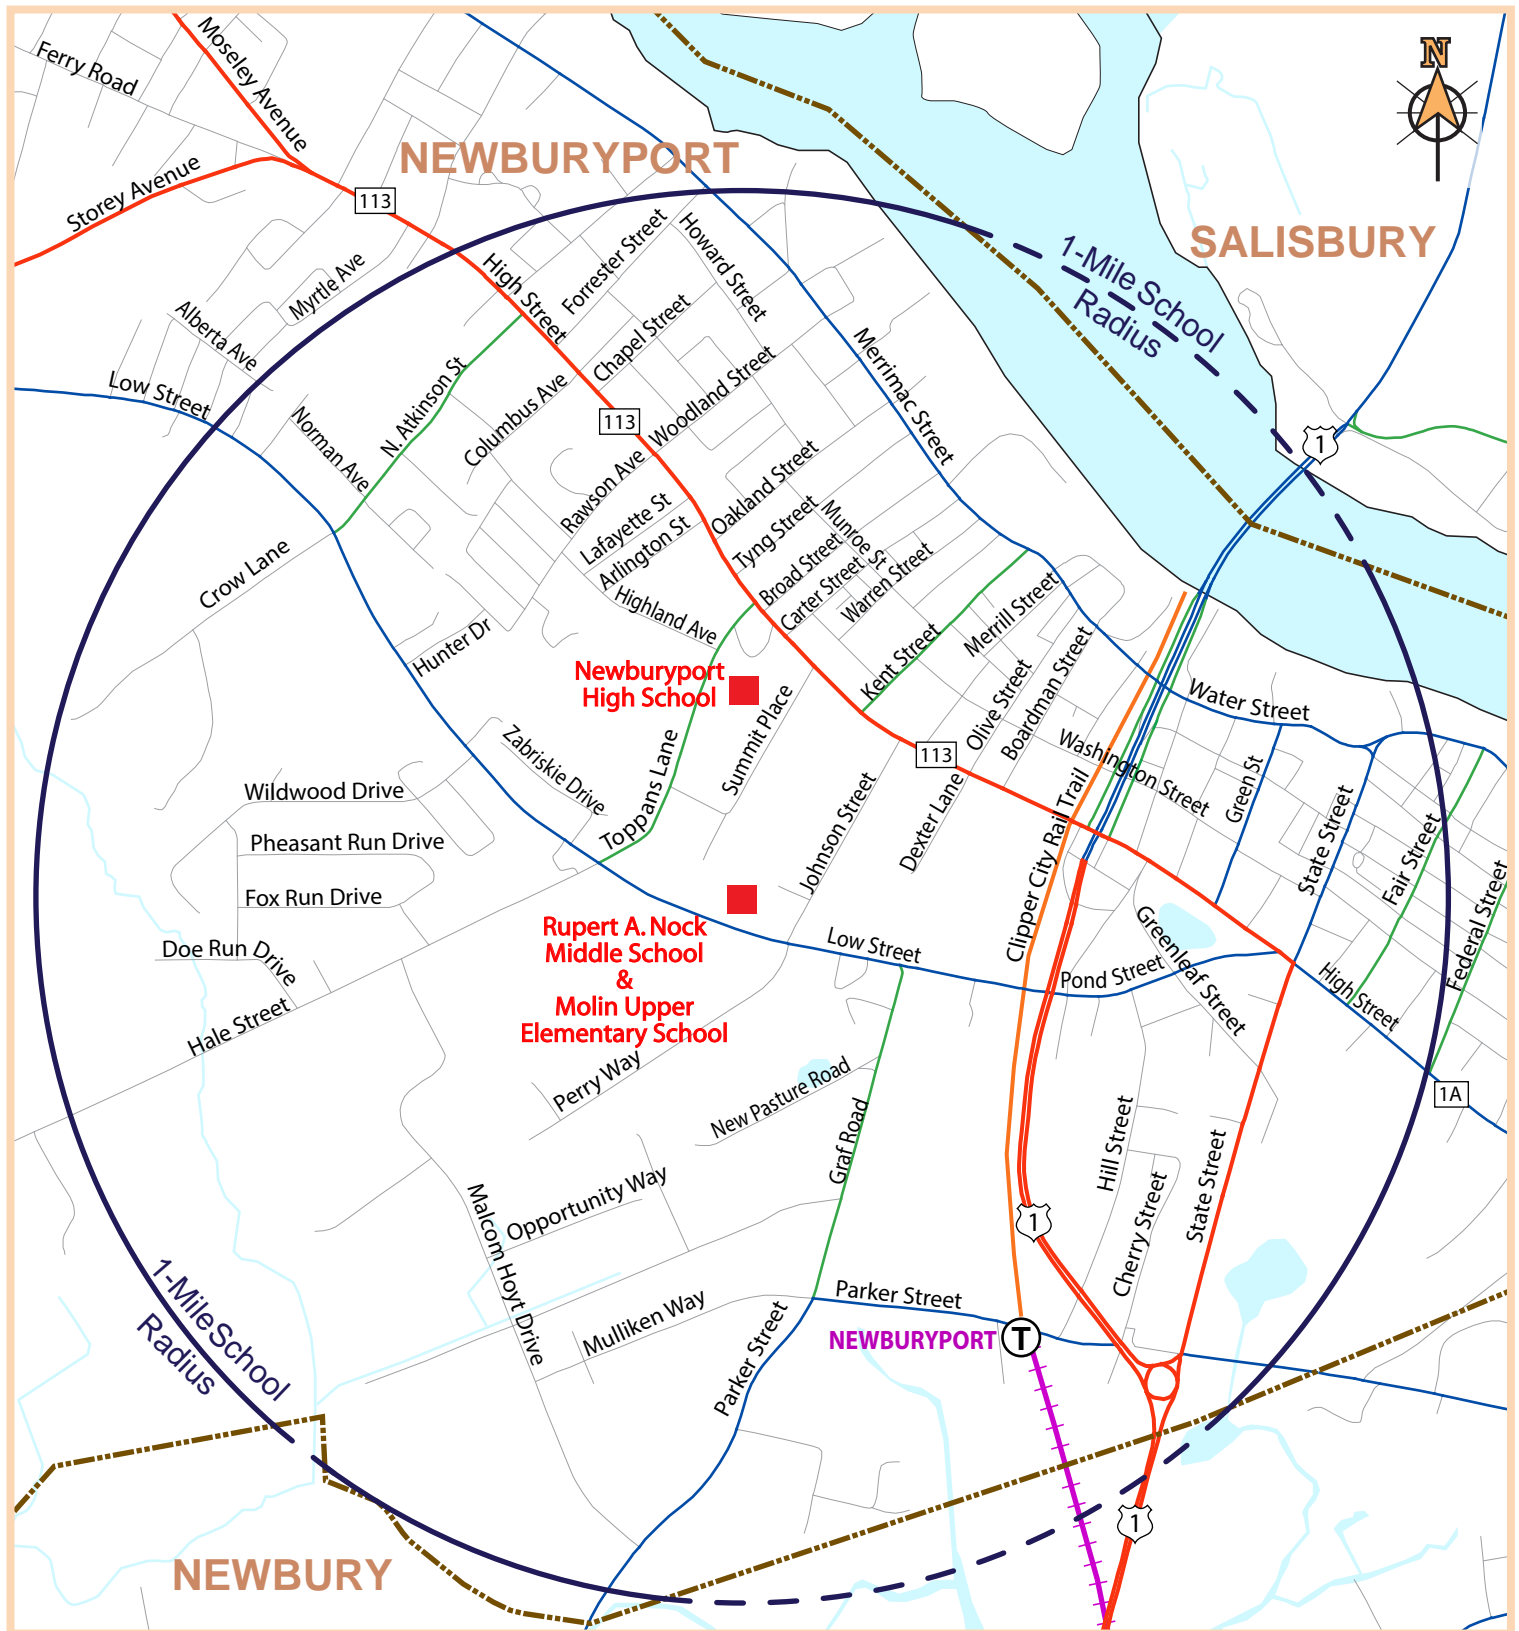 N
Moseley Avenue
Ferry Road
NEWBURYPORT
Storey Avenue
113
SALISBURY
1-Mile School
Radius
Howard Street
Forrester Street
High Street
Myrtle Ave
Alberta Ave
Chapel Street
Merrimac Street
Low Street
N. Atkinson St
Columbus Ave
Woodland Street
Norman Ave
113
1
Rawson Ave
Oakland Street
Lafayette St
Arlington St
Tyng Street
Munroe St
Broad Street
Carter Street
Warren Street
Crow Lane
Highland Ave
Merrill Street
Hunter Dr
Kent Street
Boardman Street
Olive Street
Newburyport
High School
Summit Place
Water Street
Zabriskie Drive
Toppans Lane
113
Washington Street
Green St
Wildwood Drive
Johnson Street
Dexter Lane
Clipper City Rail Trail
State Street
Fair Street
Federal Street
Pheasant Run Drive
Fox Run Drive
Doe Run Drive
Rupert A. Nock
Middle School
&
Molin Upper
Elementary School
Low Street
Pond Street
Greenleaf Street
High Street
Hale Street
Perry Way
New Pasture Road
Graf Road
1A
Hill Street
State Street
Cherry Street
Malcom Hoyt Drive
Opportunity Way
1
1-Mile School
Radius
Mulliken Way
Parker Street
Parker Street
NEWBURYPORT
T
1
NEWBURY